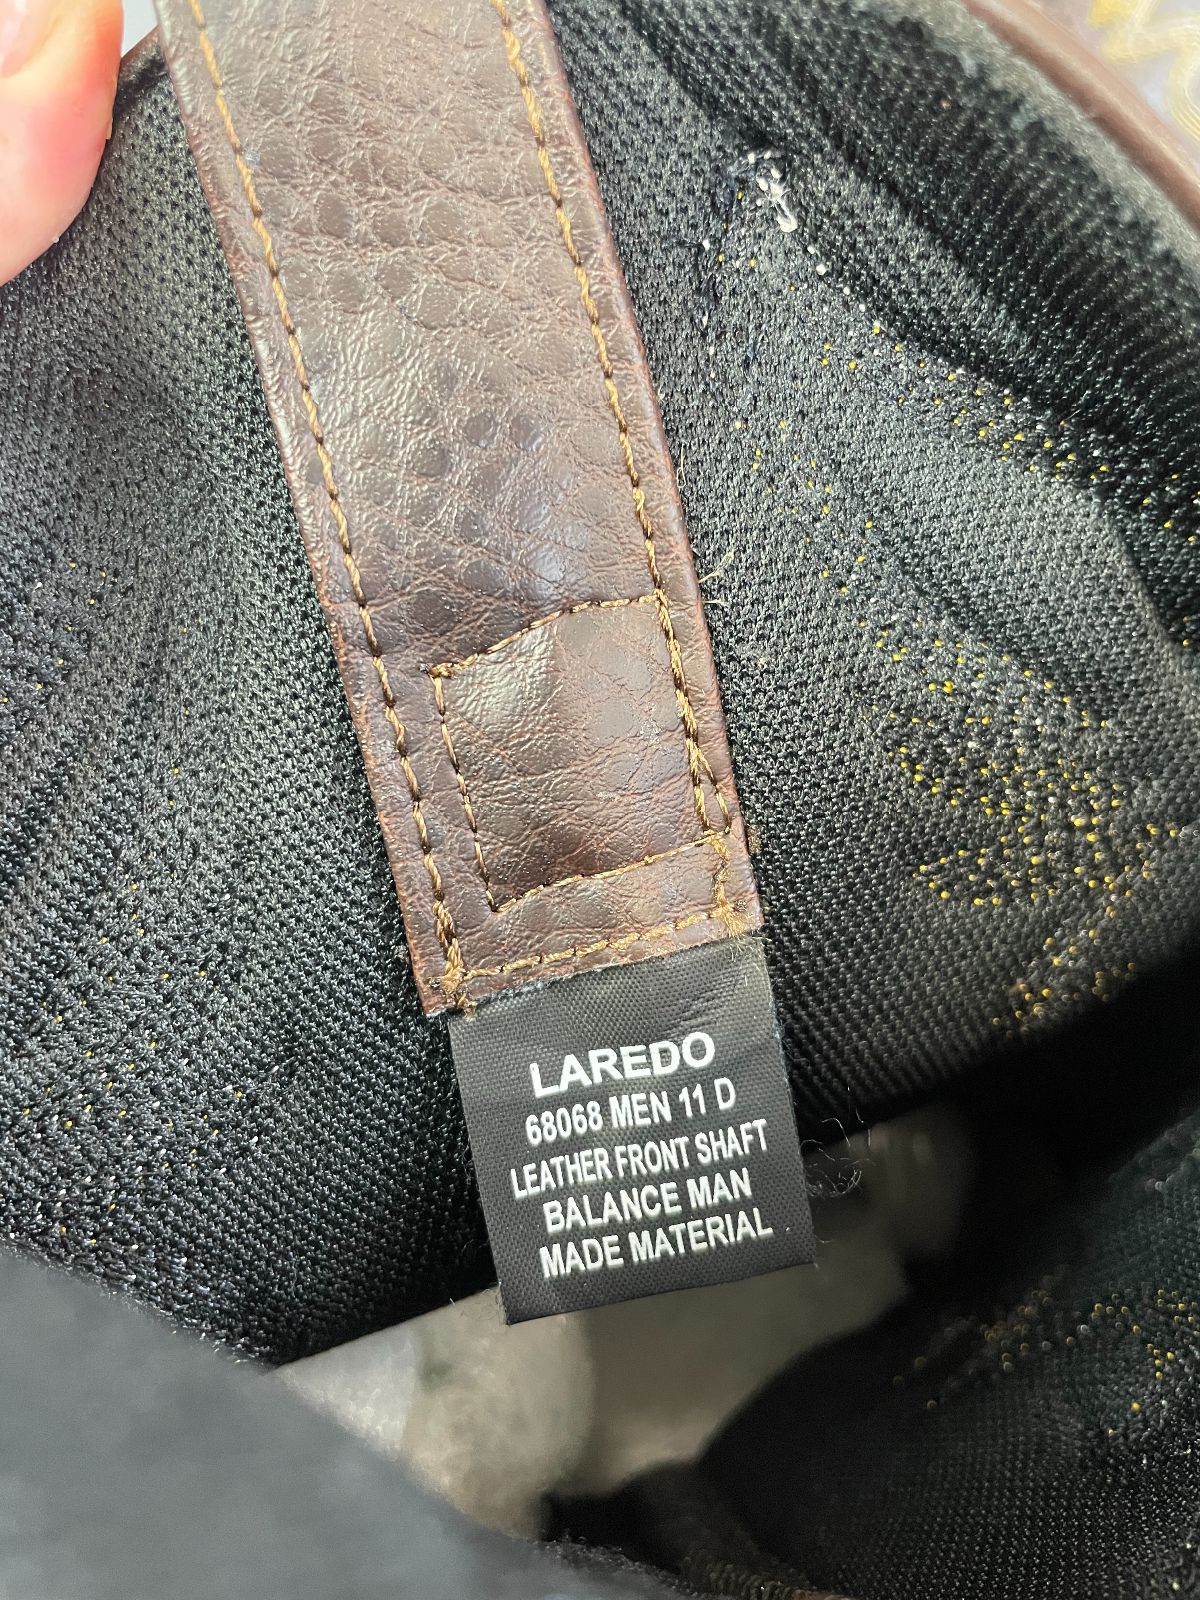 LAREDO
68068 MEN 11 D
LEATHER FRONT SHAFT
BALANCE MAN
MADE MATERIAL